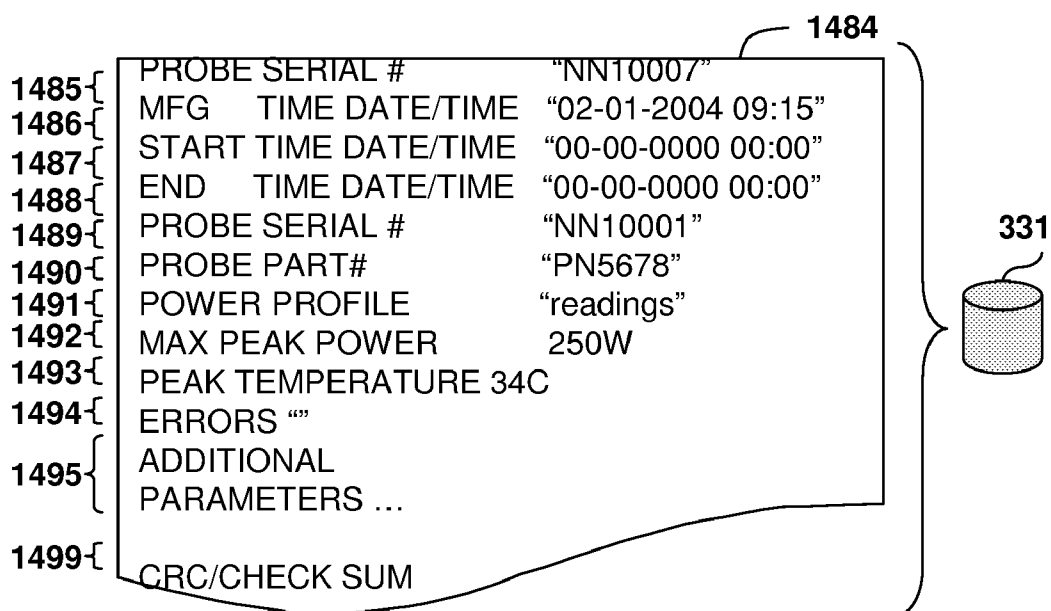 1484
1485 PROBE SERIAL # “NN10007”
1486 MFG TIME DATE/TIME “02-01-2004 09:15”
1487 START TIME DATE/TIME “00-00-0000 00:00”
1488 END TIME DATE/TIME “00-00-0000 00:00”
1489 PROBE SERIAL # “NN10001”
331
1490 PROBE PART# “PN5678”
1491 POWER PROFILE “readings”
1492 MAX PEAK POWER 250W
1493 PEAK TEMPERATURE 34C
1494 ERRORS “”
1495 ADDITIONAL
PARAMETERS ...
1499 CRC/CHECK SUM